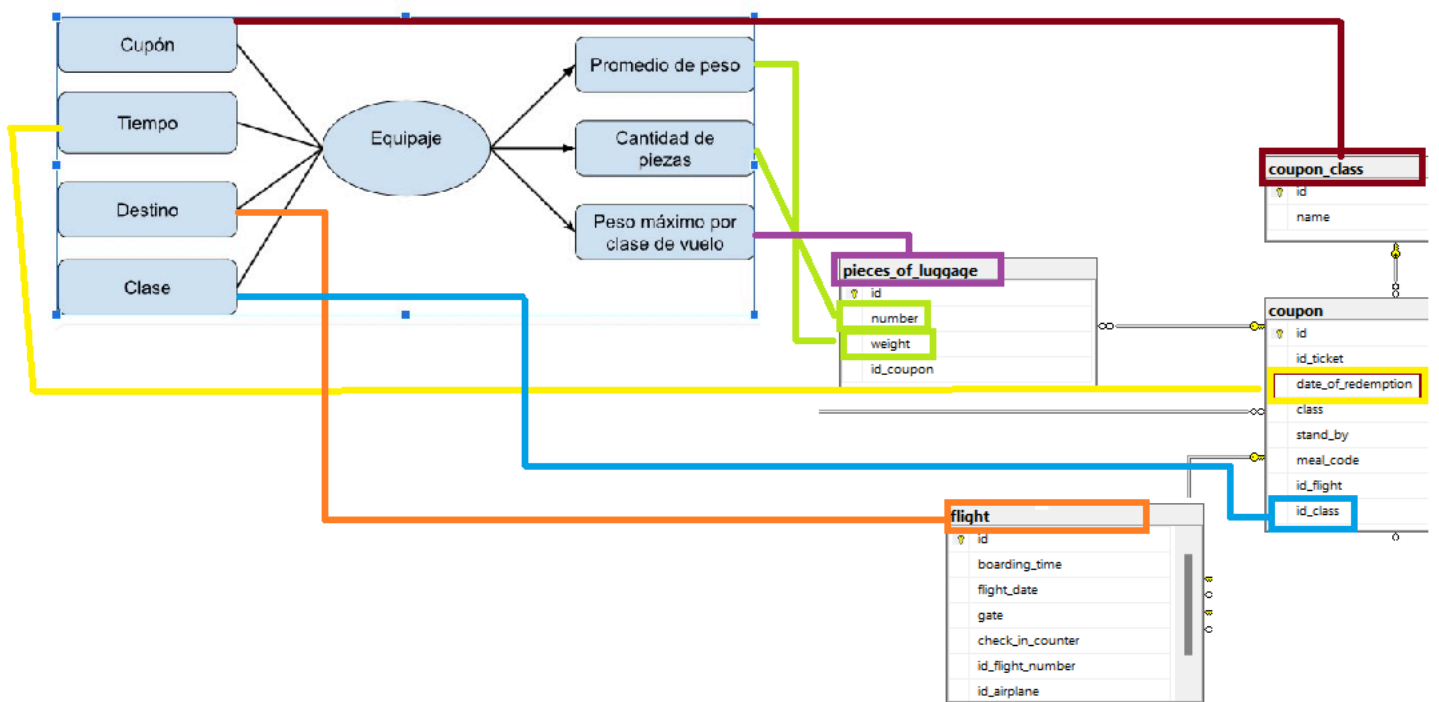 Cupón
Tiempo
Destino
Clase
Equipaje
Promedio de peso
Cantidad de
piezas
Peso máximo por
clase de vuelo
coupon_class
id
name
pieces_of_luggage
id
number
weight
id_coupon
coupon
id
id_ticket
date_of_redemption
class
stand_by
meal_code
id_flight
id_class
flight
id
boarding_time
flight_date
gate
check_in_counter
id_flight_number
id_airplane